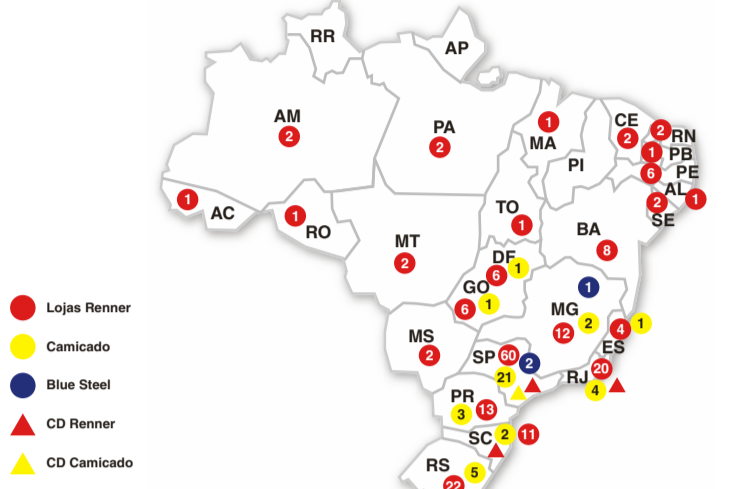 RR
AP
AM
2
PA
2
1
MA
CE
2
2
RN
1
PB
6
PE
AL
1
2
SE
PI
1
AC
1
RO
TO
1
MT
2
BA
8
DF
6
1
GO
6
1
1
MG
2
12
4
1
ES
Lojas Renner
Camicado
Blue Steel
CD Renner
CD Camicado
MS
2
SP
60
2
21
RJ
20
4
PR
3
13
SC
2
11
RS
5
22